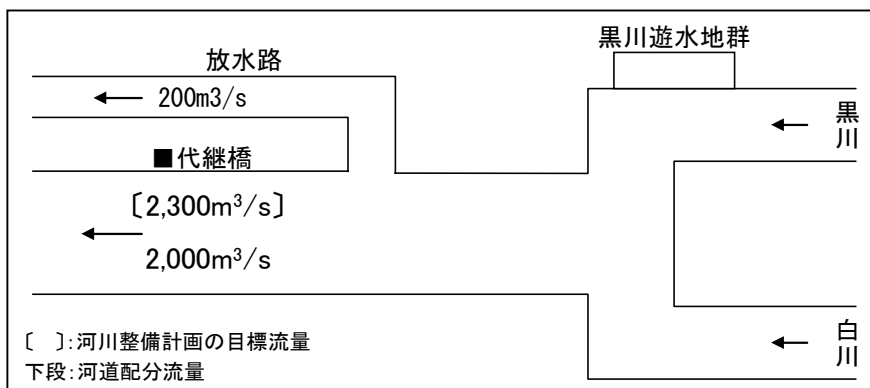 黒川遊水地群
放水路
200m3/s
黒川
■代継橋
〔2,300m³/s〕
2,000m³/s
〔　〕:河川整備計画の目標流量
下段:河道配分流量
白川